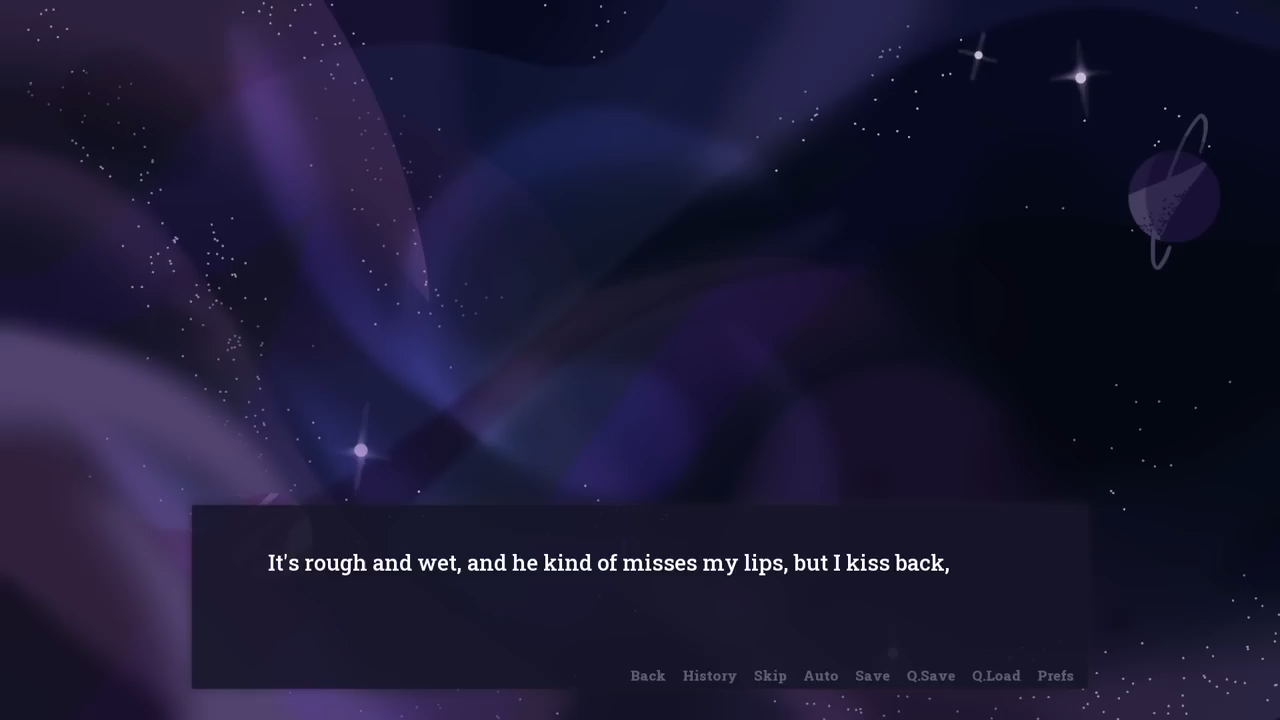 It's rough and wet, and he kind of misses my lips, but I kiss back,
Back History Skip Auto Save Q.Save Q.Load Prefs